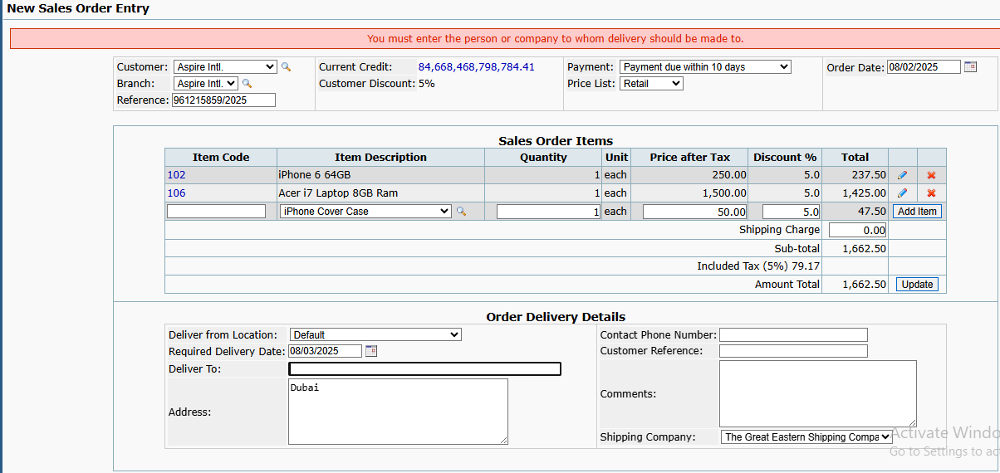 New Sales Order Entry
You must enter the person or company to whom delivery should be made to.
Customer: Aspire Intl. Current Credit: 84,668,468,798,784.41 Payment: Payment due within 10 days Order Date: 08/02/2025
Branch: Aspire Intl. Customer Discount: 5% Price List: Retail
Reference: 961215859/2025
Sales Order Items
Item Code Item Description Quantity Unit Price after Tax Discount % Total
102 iPhone 6 64GB 1 each 250.00 5.0 237.50
106 Acer i7 Laptop 8GB Ram 1 each 1,500.00 5.0 1,425.00
iPhone Cover Case 1 each 50.00 5.0 47.50 Add Item
Shipping Charge 0.00
Sub-total 1,662.50
Included Tax (5%) 79.17
Amount Total 1,662.50 Update
Order Delivery Details
Deliver from Location: Default Contact Phone Number:
Required Delivery Date: 08/03/2025 Customer Reference:
Deliver To:
Dubai
Address: Comments:
Shipping Company: The Great Eastern Shipping Compa
Activate Windo
Go to Settings to ac